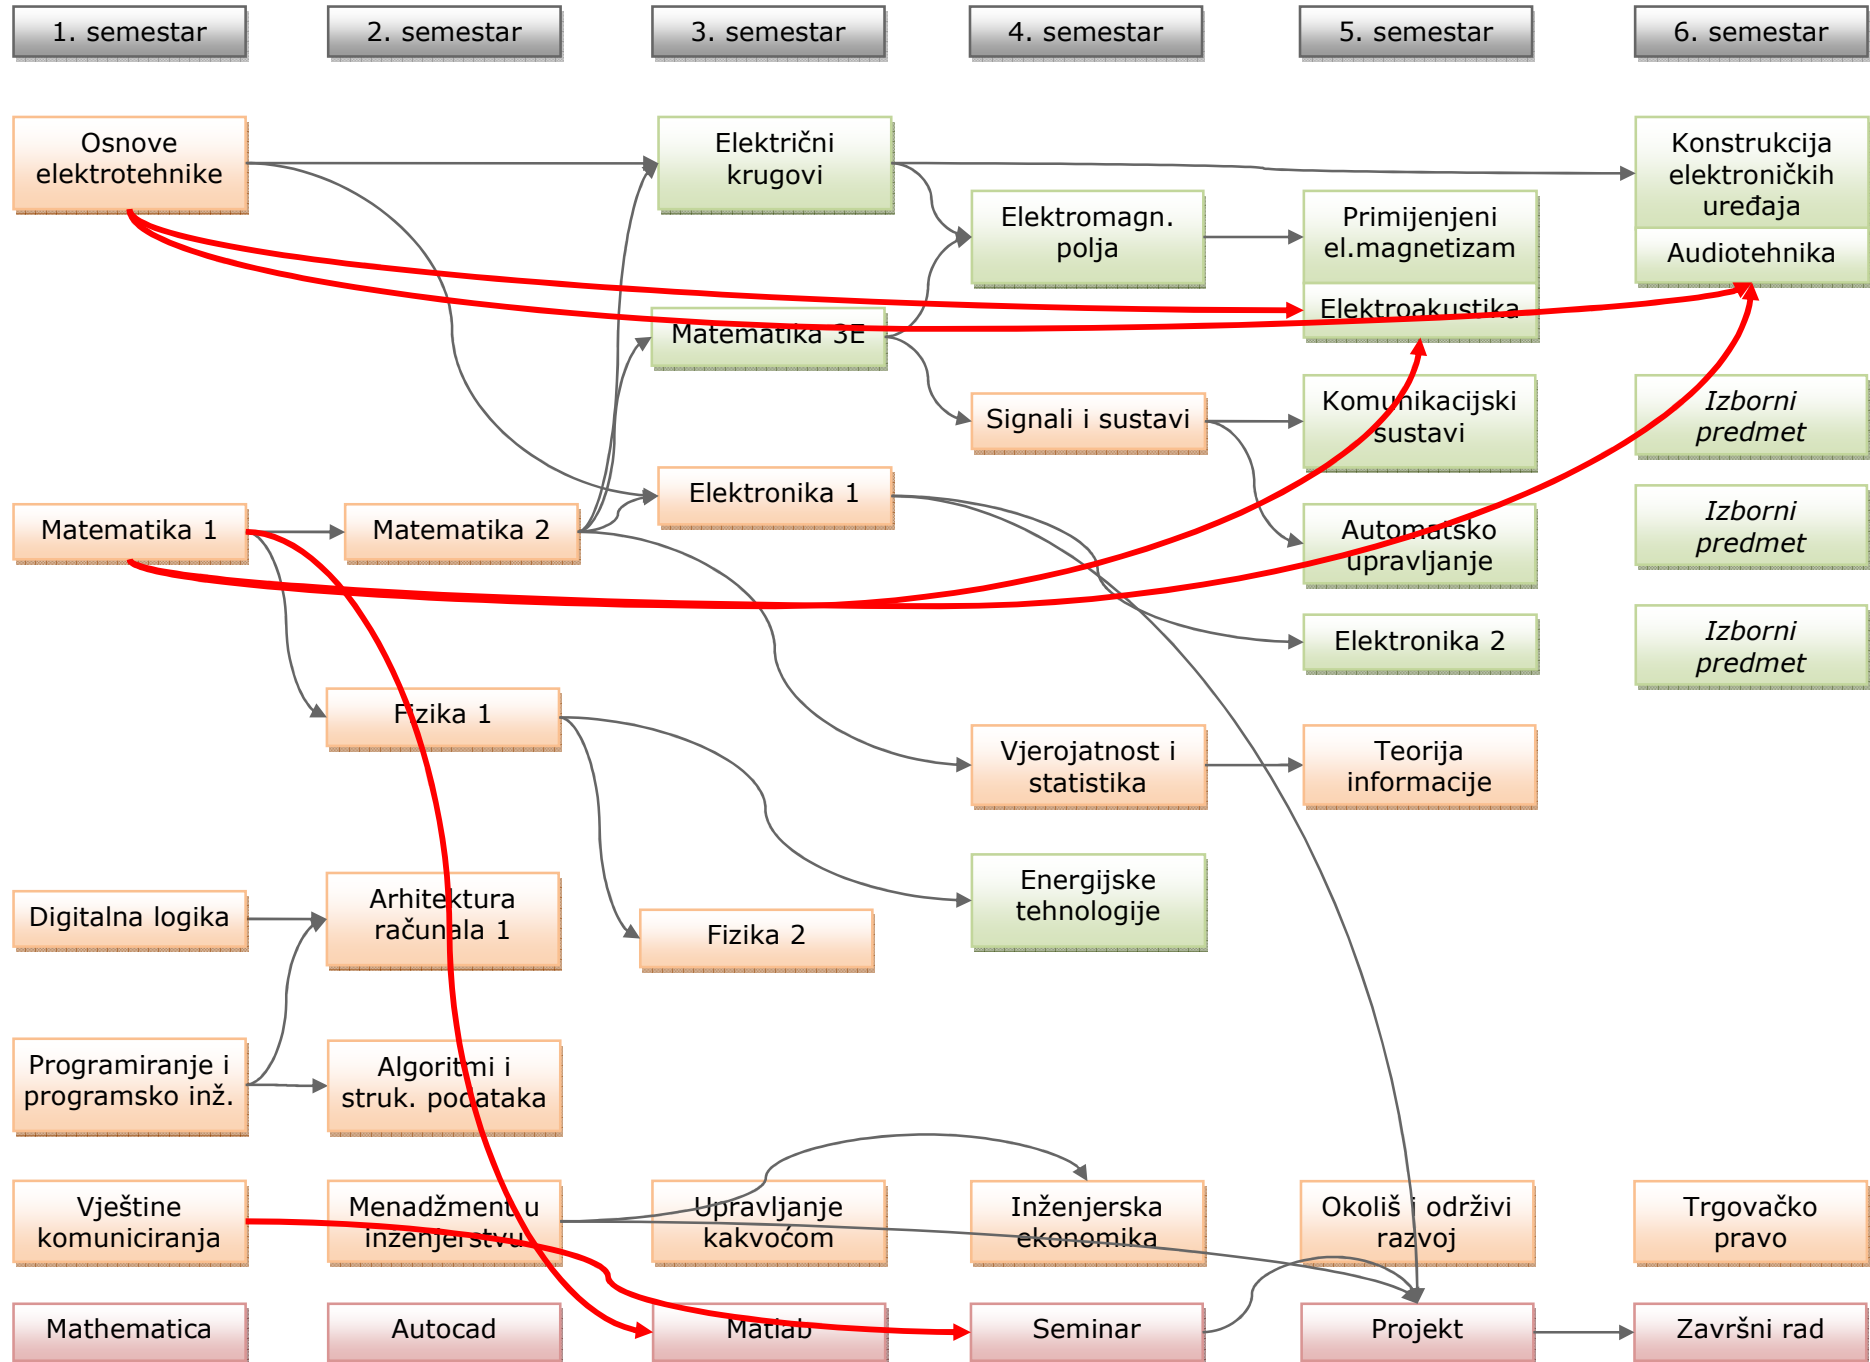 1. semestar
2. semestar
3. semestar
4. semestar
5. semestar
6. semestar
Osnove
elektrotehnike
Električni
krugovi
Konstrukcija
elektroničkih
uređaja
Audiotehnika
Elektromagn.
polja
Primijenjeni
el.magnetizam
Elektroakustika
Matematika 3E
Signali i sustavi
Komunikacijski
sustavi
Izborni
predmet
Matematika 1
Matematika 2
Elektronika 1
Automatsko
upravljanje
Izborni
predmet
Elektronika 2
Izborni
predmet
Fizika 1
Vjerojatnost i
statistika
Teorija
informacije
Digitalna logika
Arhitektura
računala 1
Fizika 2
Energijske
tehnologije
Programiranje i
programsko inž.
Algoritmi i
struk. podataka
Vještine
komuniciranja
Menadžment u
inženjerstvu
Upravljanje
kakvoćom
Inženjerska
ekonomika
Okoliš i održivi
razvoj
Trgovačko
pravo
Mathematica
Autocad
Matlab
Seminar
Projekt
Završni rad